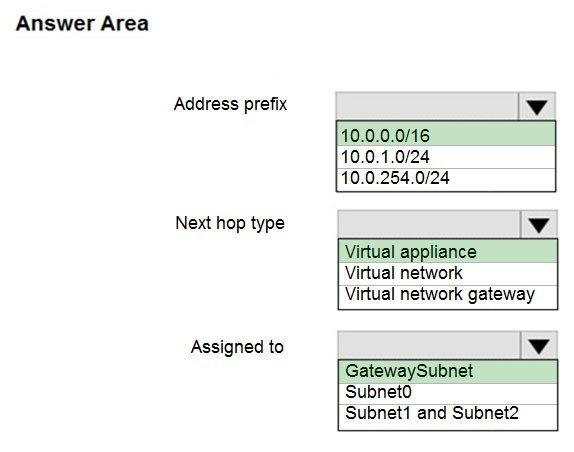 Answer Area
Address prefix
10.0.0.0/16
10.0.1.0/24
10.0.254.0/24
Next hop type
Virtual appliance
Virtual network
Virtual network gateway
Assigned to
GatewaySubnet
Subnet0
Subnet1 and Subnet2